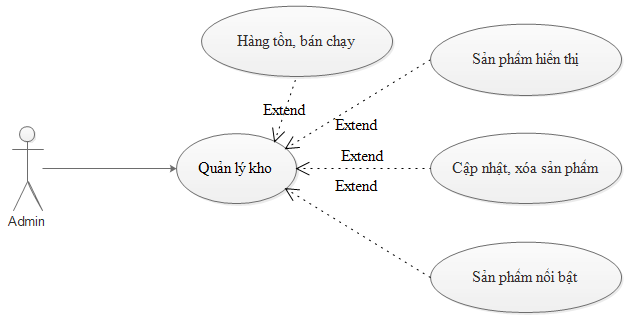 Hàng tồn, bán chạy
Sản phẩm hiển thị
Extend
Extend
Extend
Quản lý kho
Cập nhật, xóa sản phẩm
Extend
Admin
Sản phẩm nổi bật